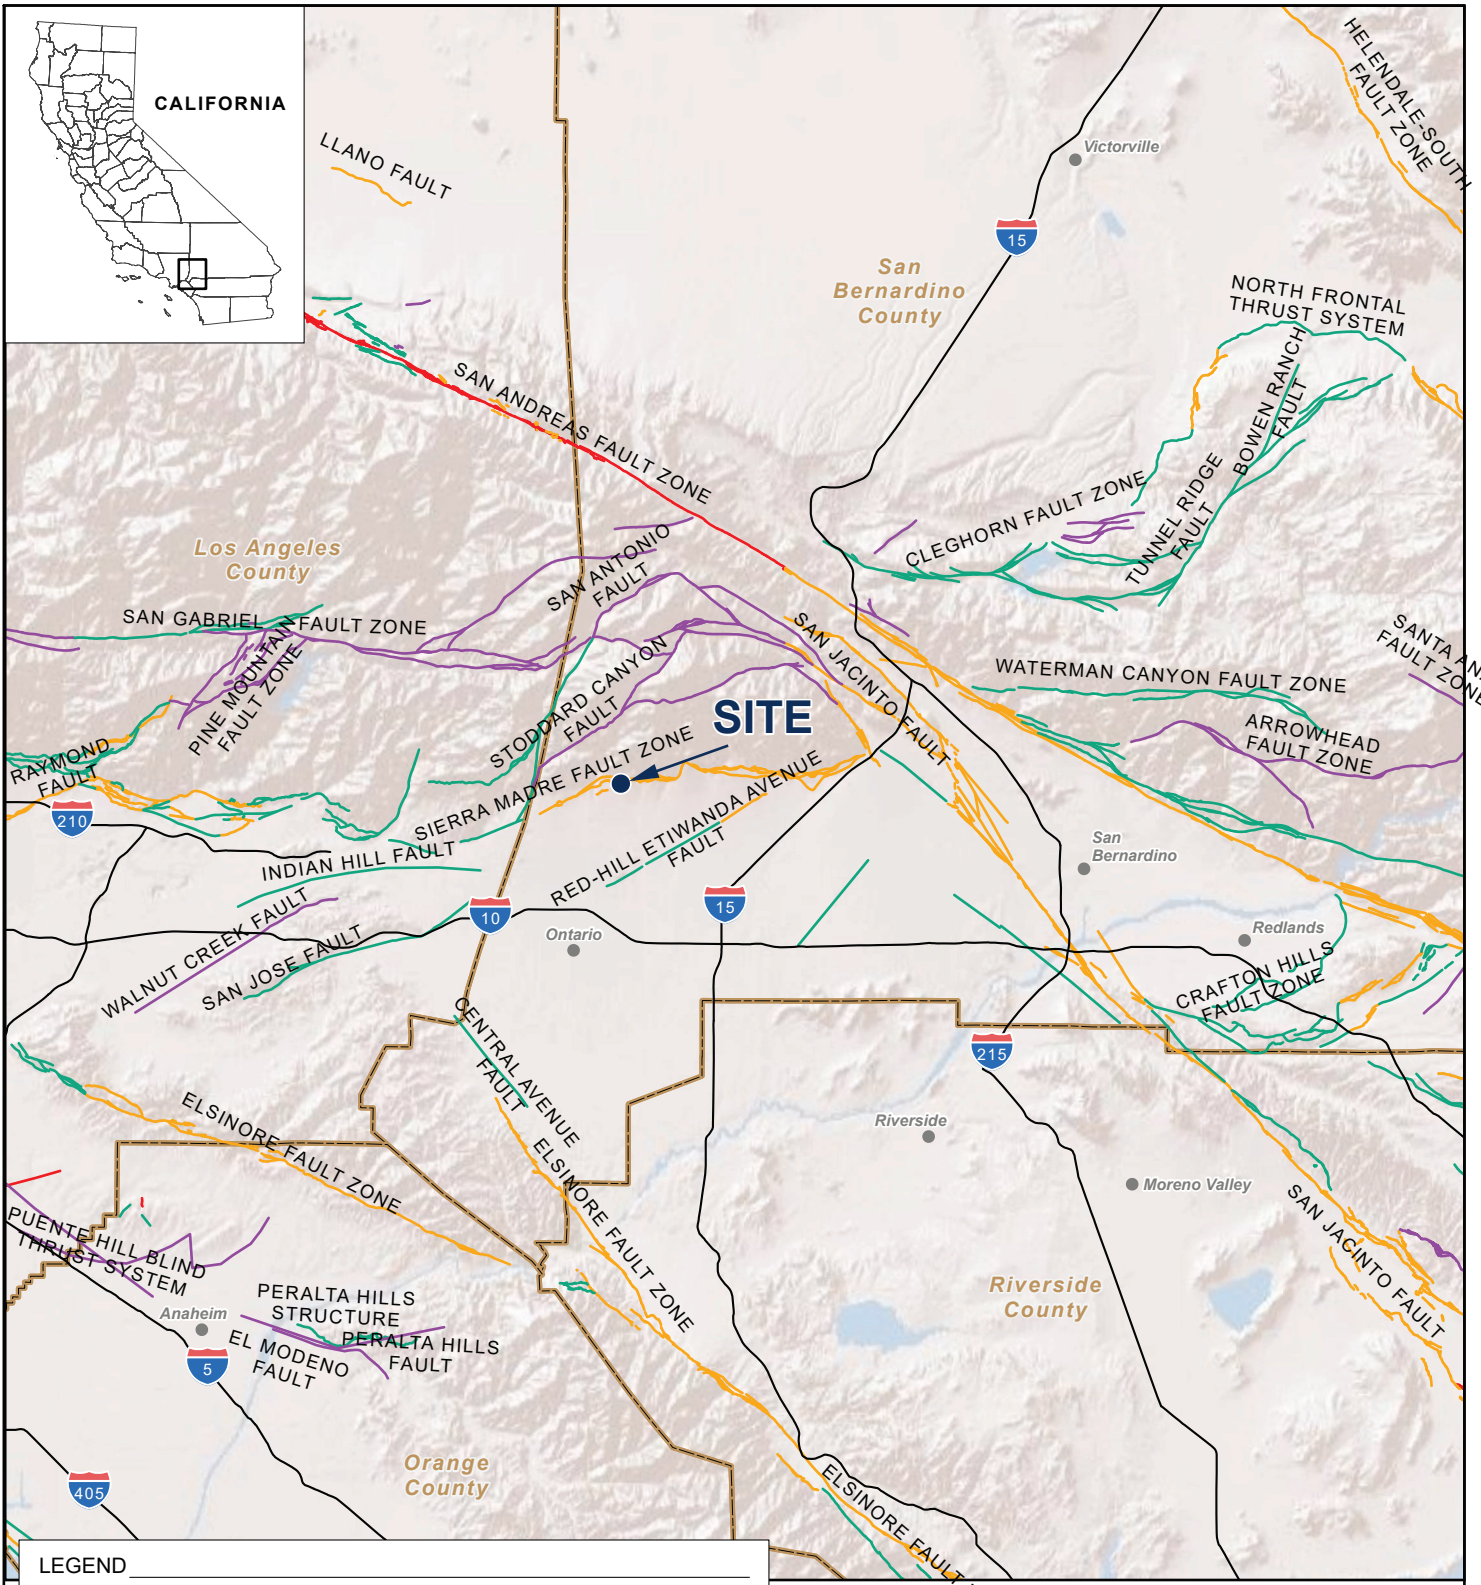 CALIFORNIA
LLANO FAULT
HELENDALE-SOUTH
FAULT ZONE
Victorville
15
San
Bernardino
County
NORTH FRONTAL
THRUST SYSTEM
BOWEN RANCH
FAULT
SAN ANDREAS FAULT ZONE
CLEGHORN FAULT ZONE
TUNNEL RIDGE
FAULT
Los Angeles
County
SAN ANTONIO
FAULT
SAN GABRIEL FAULT ZONE
PINE MOUNTAIN
FAULT ZONE
STODDARD CANYON
FAULT
SAN JACINTO FAULT
SANTA AN
FAULT ZONE
WATERMAN CANYON FAULT ZONE
ARROWHEAD
FAULT ZONE
SITE
RAYMOND
FAULT
210
SIERRA MADRE FAULT ZONE
RED-HILL ETIWANDA AVENUE
FAULT
INDIAN HILL FAULT
San
Bernardino
WALNUT CREEK FAULT
SAN JOSE FAULT
10
15
Ontario
Redlands
CRAFTON HILLS
FAULT ZONE
CENTRAL AVENUE
FAULT
215
ELSINORE FAULT ZONE
Riverside
ELSINORE FAULT ZONE
Moreno Valley
SAN JACINTO FAULT
PUENTE HILL BLIND
THRUST SYSTEM
Riverside
County
PERALTA HILLS
STRUCTURE
Anaheim
PERALTA HILLS
FAULT
EL MODENO
FAULT
5
Orange
County
405
ELSINORE FAULT
LEGEND